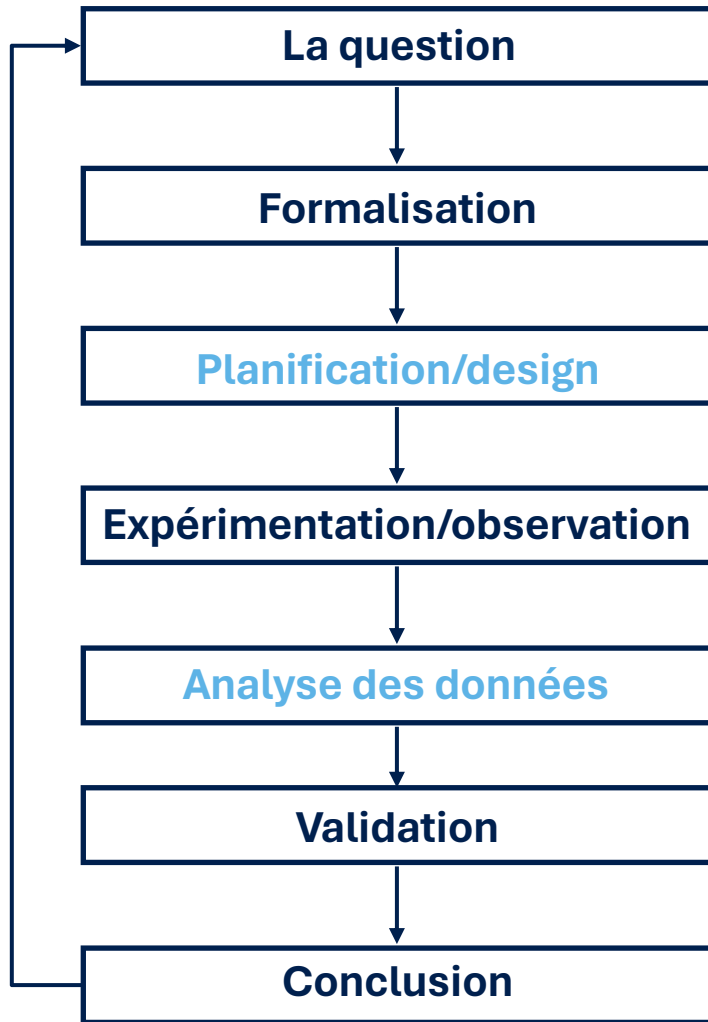 La question
Formalisation
Planification/design
Expérimentation/observation
Analyse des données
Validation
Conclusion